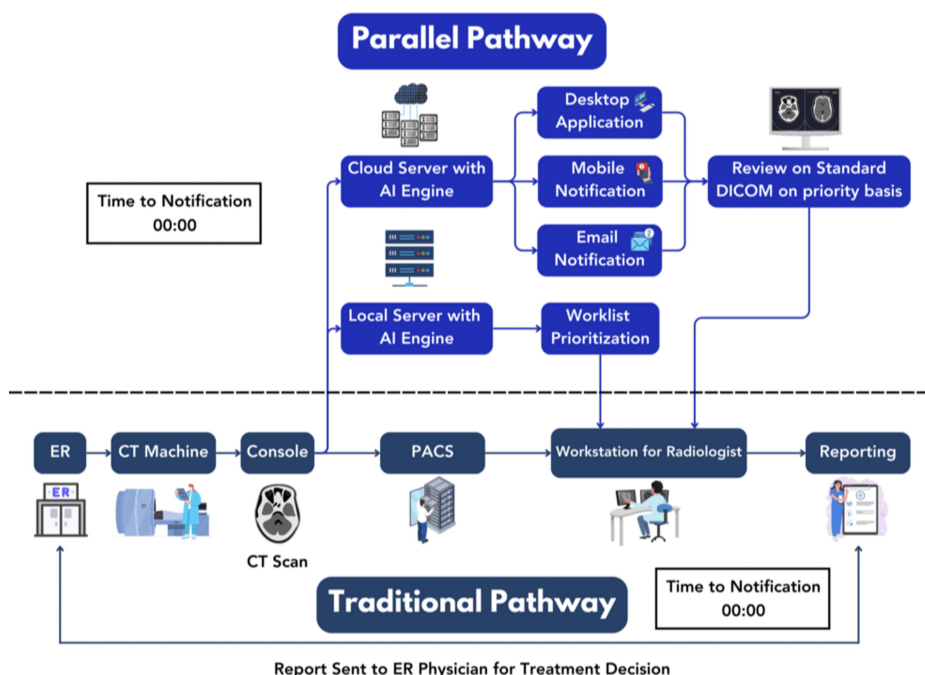 Parallel Pathway
Desktop
Application
Cloud Server with
AI Engine
Mobile
Notification
Review on Standard
DICOM on priority basis
Time to Notification
00:00
Email
Notification
2
Local Server with
AI Engine
Worklist
Prioritization
ER
CT Machine
Console
PACS
Workstation for Radiologist
Reporting
ER
CT Scan
Traditional Pathway
Time to Notification
00:00
Report Sent to ER Physician for Treatment Decision